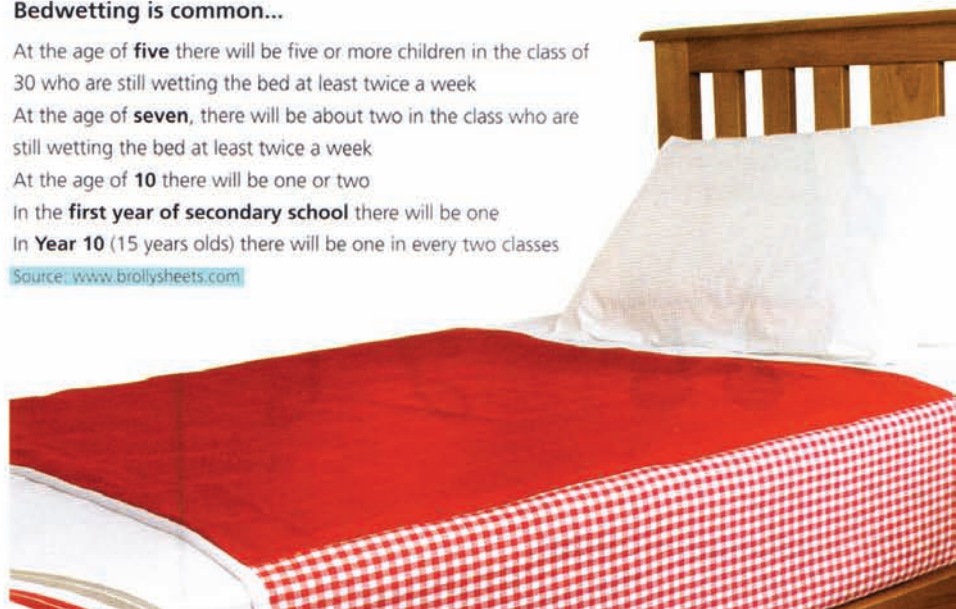 Bedwetting is common...
At the age of five there will be five or more children in the class of
30 who are still wetting the bed at least twice a week
At the age of seven, there will be about two in the class who are
still wetting the bed at least twice a week
At the age of 10 there will be one or two
In the first year of secondary school there will be one
In Year 10 (15 years olds) there will be one in every two classes
Source: www.brollysheets.com